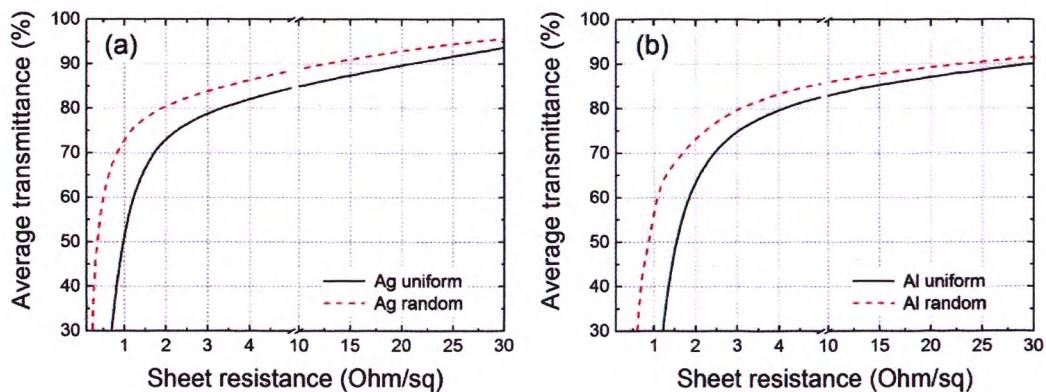 (a)
Average transmittance (%)
100
90
80
70
60
50
40
30
Ag uniform
Ag random
1 2 3 4 10 15 20 25 30
Sheet resistance (Ohm/sq)
(b)
Average transmittance (%)
100
90
80
70
60
50
40
30
Al uniform
Al random
1 2 3 4 10 15 20 25 30
Sheet resistance (Ohm/sq)